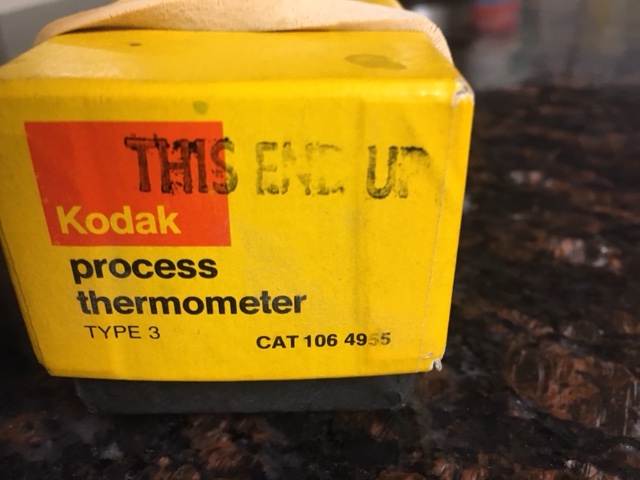 THIS END UP
Kodak
process
thermometer
TYPE 3
CAT 106 4955